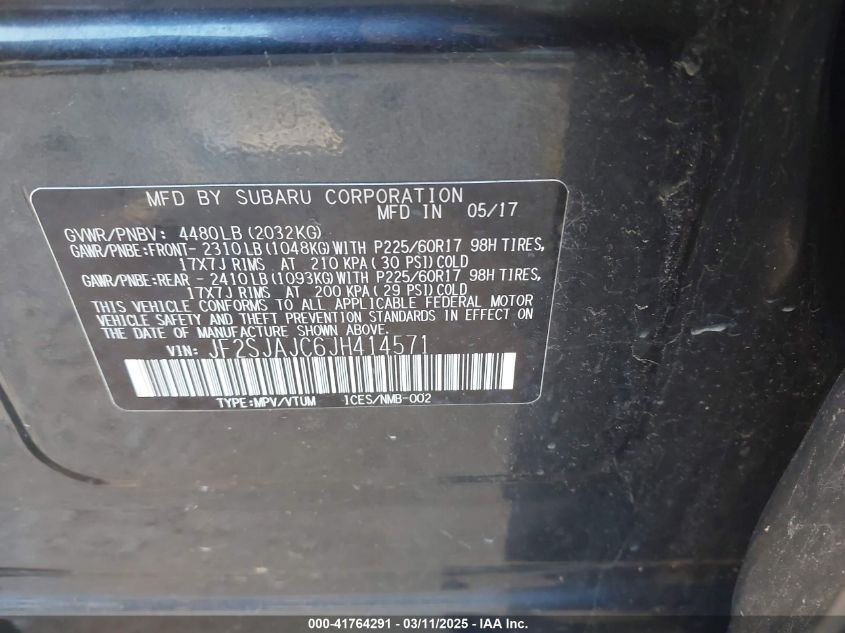 MFD BY SUBARU CORPORATION
MFD IN 05/17
GVWR/PNBV: 4480LB (2032KG)
GAWR/PNBE:FRONT- 2310LB (1048KG) WITH P225/60R17 98H TIRES,
17X7J RIMS AT 210 KPA (30 PSI) COLD
GAWR/PNBE:REAR - 2410LB (1093KG) WITH P225/60R17 98H TIRES,
17X7J RIMS AT 200 KPA (29 PSI) COLD
THIS VEHICLE CONFORMS TO ALL APPLICABLE FEDERAL MOTOR
VEHICLE SAFETY AND THEFT PREVENTION STANDARDS IN EFFECT ON
THE DATE OF MANUFACTURE SHOWN ABOVE.
VIN: JF2SJAJC6JH414571
TYPE:MPV/VTUM ICES/NMB-002
000-41764291 - 03/11/2025 - IAA Inc.